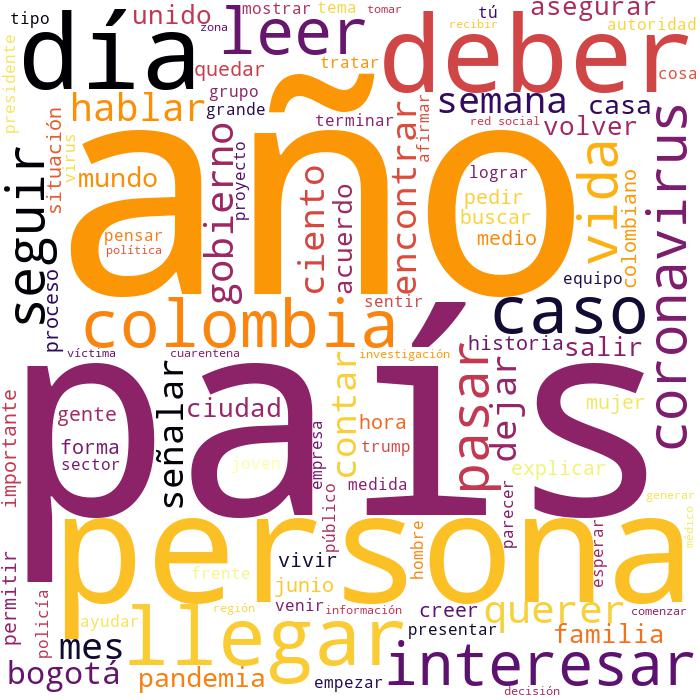 tipo
unido
mostrar
tema
tomar
tú
asegurar
presidente
día
leer
zona
recibir
deber
autoridad
quedar
tratar
cosa
hablar
grupo
grande
semana
casa
situación
virus
terminar
afirmar
red social
volver
año
mundo
gobierno
proyecto
ciento
acuerdo
encontrar
lograr
pedir
buscar
medio
vida
colombiano
coronavirus
seguir
pensar
política
proceso
sentir
equipo
colombia
caso
historia
salir
víctima
cuarentena
investigación
país
importante
gente
forma
sector
señalar
ciudad
joven
empresa
contar
hora
trump
medida
pasar
dejar
mujer
explicar
parecer
generar
público
médico
persona
permitir
policía
vivir
frente
junio
hombre
esperar
ayudar
región
venir
información
creer
querer
comenzar
llegar
presentar
familia
mes
bogotá
pandemia
empezar
interesar
decisión